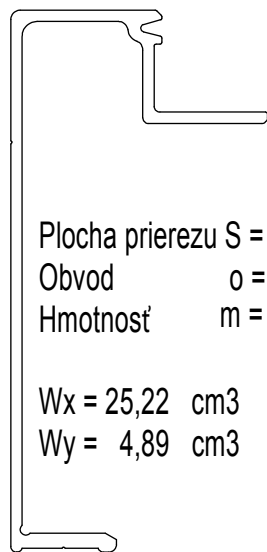 Plocha prierezu S =
Obvod o =
Hmotnosť m =
Wx = 25,22 cm3
Wy = 4,89 cm3